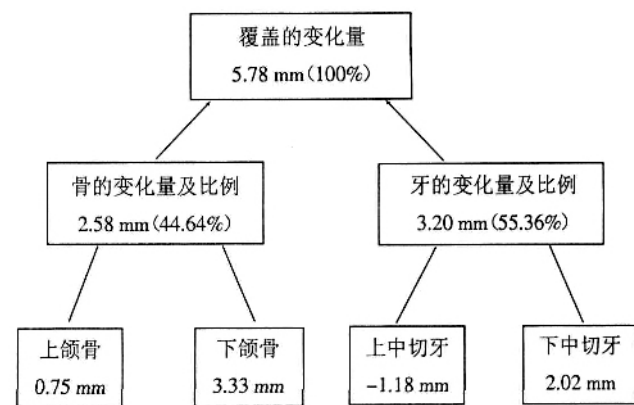 覆盖的变化量
5.78 mm(100%)
骨的变化量及比例
2.58 mm(44.64%)
牙的变化量及比例
3.20 mm(55.36%)
上颌骨
0.75 mm
下颌骨
3.33 mm
上中切牙
-1.18 mm
下中切牙
2.02 mm